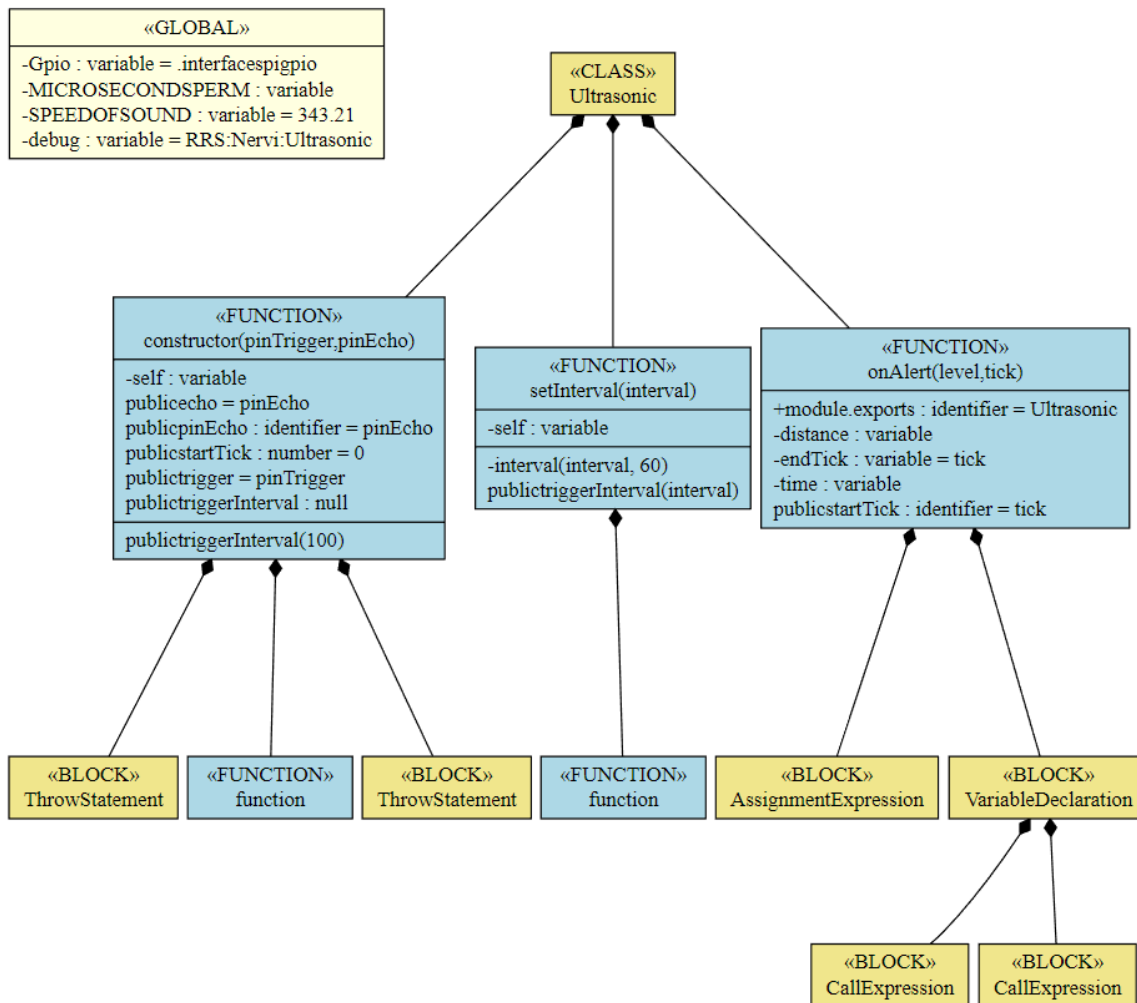 «GLOBAL»
-Gpio : variable = .interfacespigpio
-MICROSECONDSPERM : variable
-SPEEDOFSOUND : variable = 343.21
-debug : variable = RRS:Nervi:Ultrasonic
«CLASS»
Ultrasonic
«FUNCTION»
constructor(pinTrigger,pinEcho)
-self : variable
publicecho = pinEcho
publicpinEcho : identifier = pinEcho
publicstartTick : number = 0
publictrigger = pinTrigger
publictriggerInterval : null
publictriggerInterval(100)
«FUNCTION»
setInterval(interval)
-self : variable
-interval(interval, 60)
publictriggerInterval(interval)
«FUNCTION»
onAlert(level,tick)
+module.exports : identifier = Ultrasonic
-distance : variable
-endTick : variable = tick
-time : variable
publicstartTick : identifier = tick
«BLOCK»
ThrowStatement
«FUNCTION»
function
«BLOCK»
ThrowStatement
«FUNCTION»
function
«BLOCK»
AssignmentExpression
«BLOCK»
VariableDeclaration
«BLOCK»
CallExpression
«BLOCK»
CallExpression